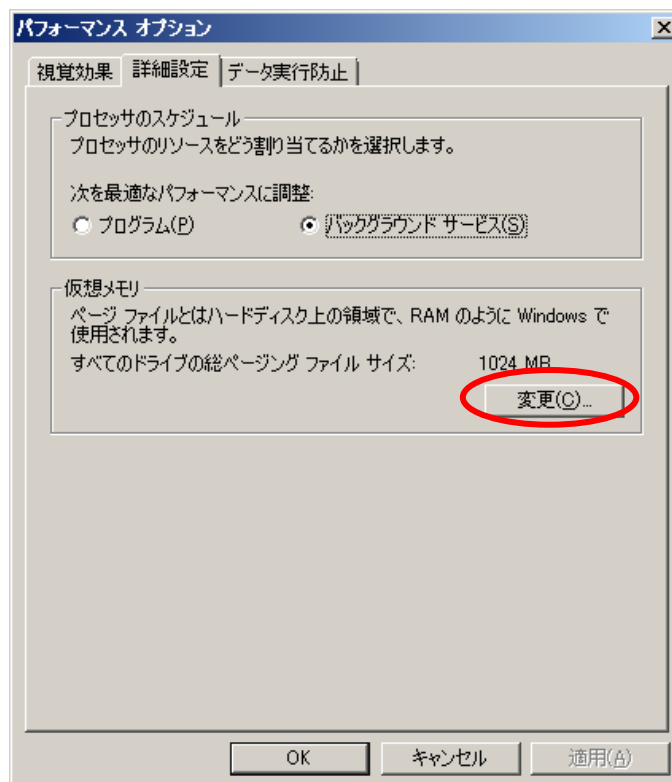 パフォーマンス オプション
視覚効果 詳細設定 データ実行防止
プロセッサのスケジュール
プロセッサのリソースをどう割り当てるかを選択します。
次を最適なパフォーマンスに調整:
プログラム(P) バックグラウンド サービス(S)
仮想メモリ
ページ ファイルとはハードディスク上の領域で、RAM のように Windows で
使用されます。
すべてのドライブの総ページング ファイル サイズ: 1024 MB
変更(C)...
OK キャンセル 適用(A)